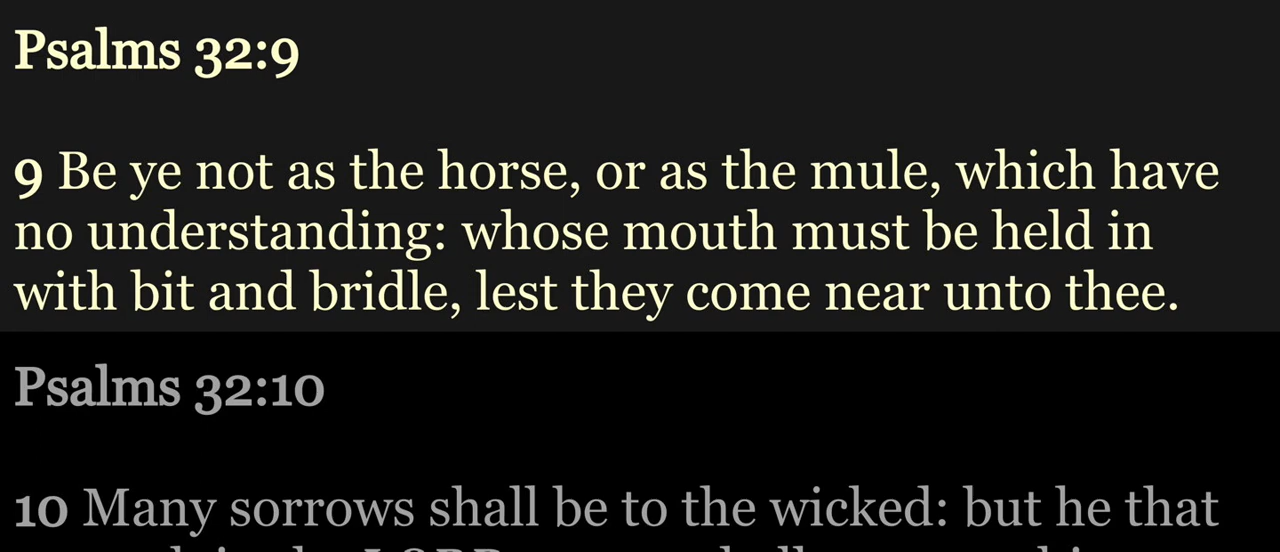 Psalms 32:9
9 Be ye not as the horse, or as the mule, which have
no understanding: whose mouth must be held in
with bit and bridle, lest they come near unto thee.
Psalms 32:10
10 Many sorrows shall be to the wicked: but he that
LORD